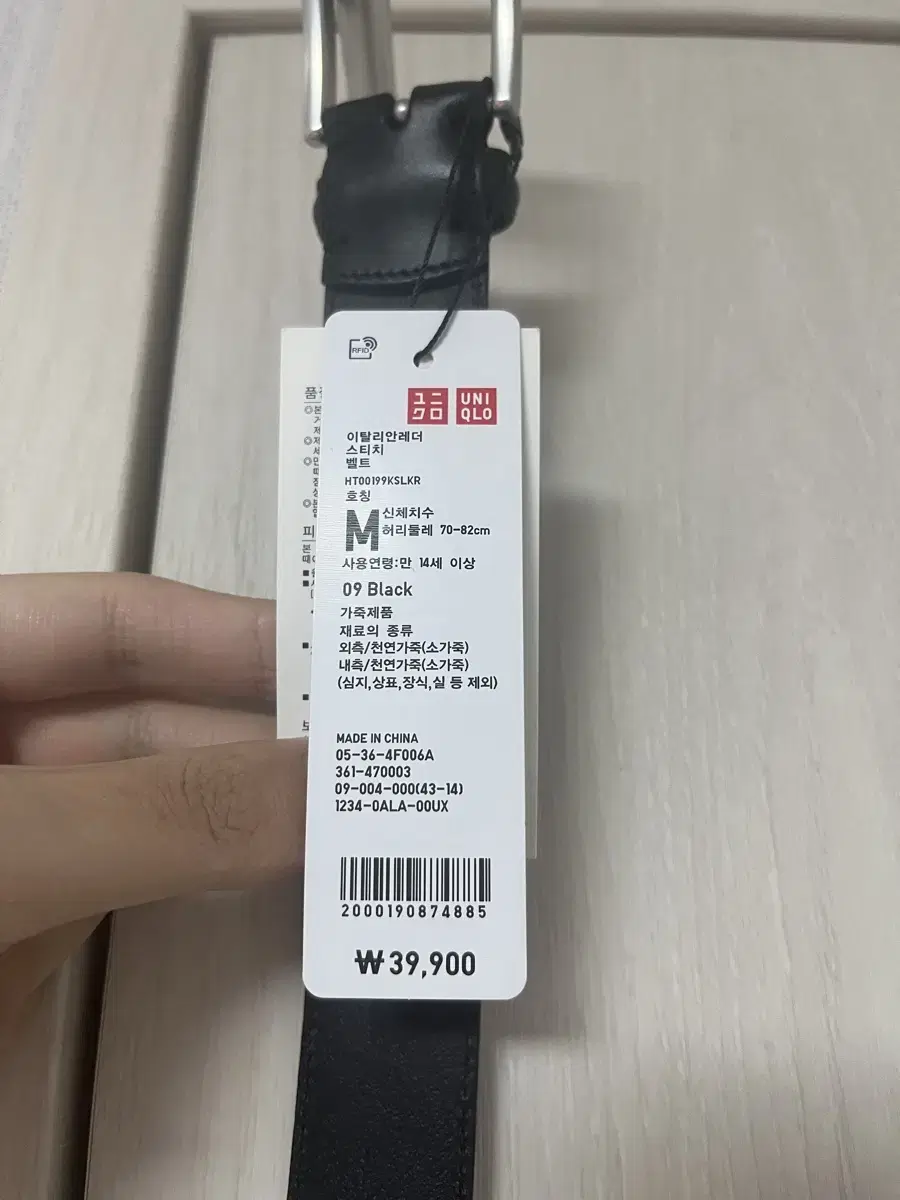 RFID
ユニ
クロ
UNI
QLO
이탈리안레더
스티치
벨트
HT00199KSLKR
호칭
M
신체치수
허리둘레 70-82cm
사용연령:만 14세 이상
09 Black
가죽제품
재료의 종류
외측/천연가죽(소가죽)
내측/천연가죽(소가죽)
(심지,상표,장식,실 등 제외)
MADE IN CHINA
05-36-4F006A
361-470003
09-004-000(43-14)
1234-0ALA-00UX
2000190874885
₩39,900